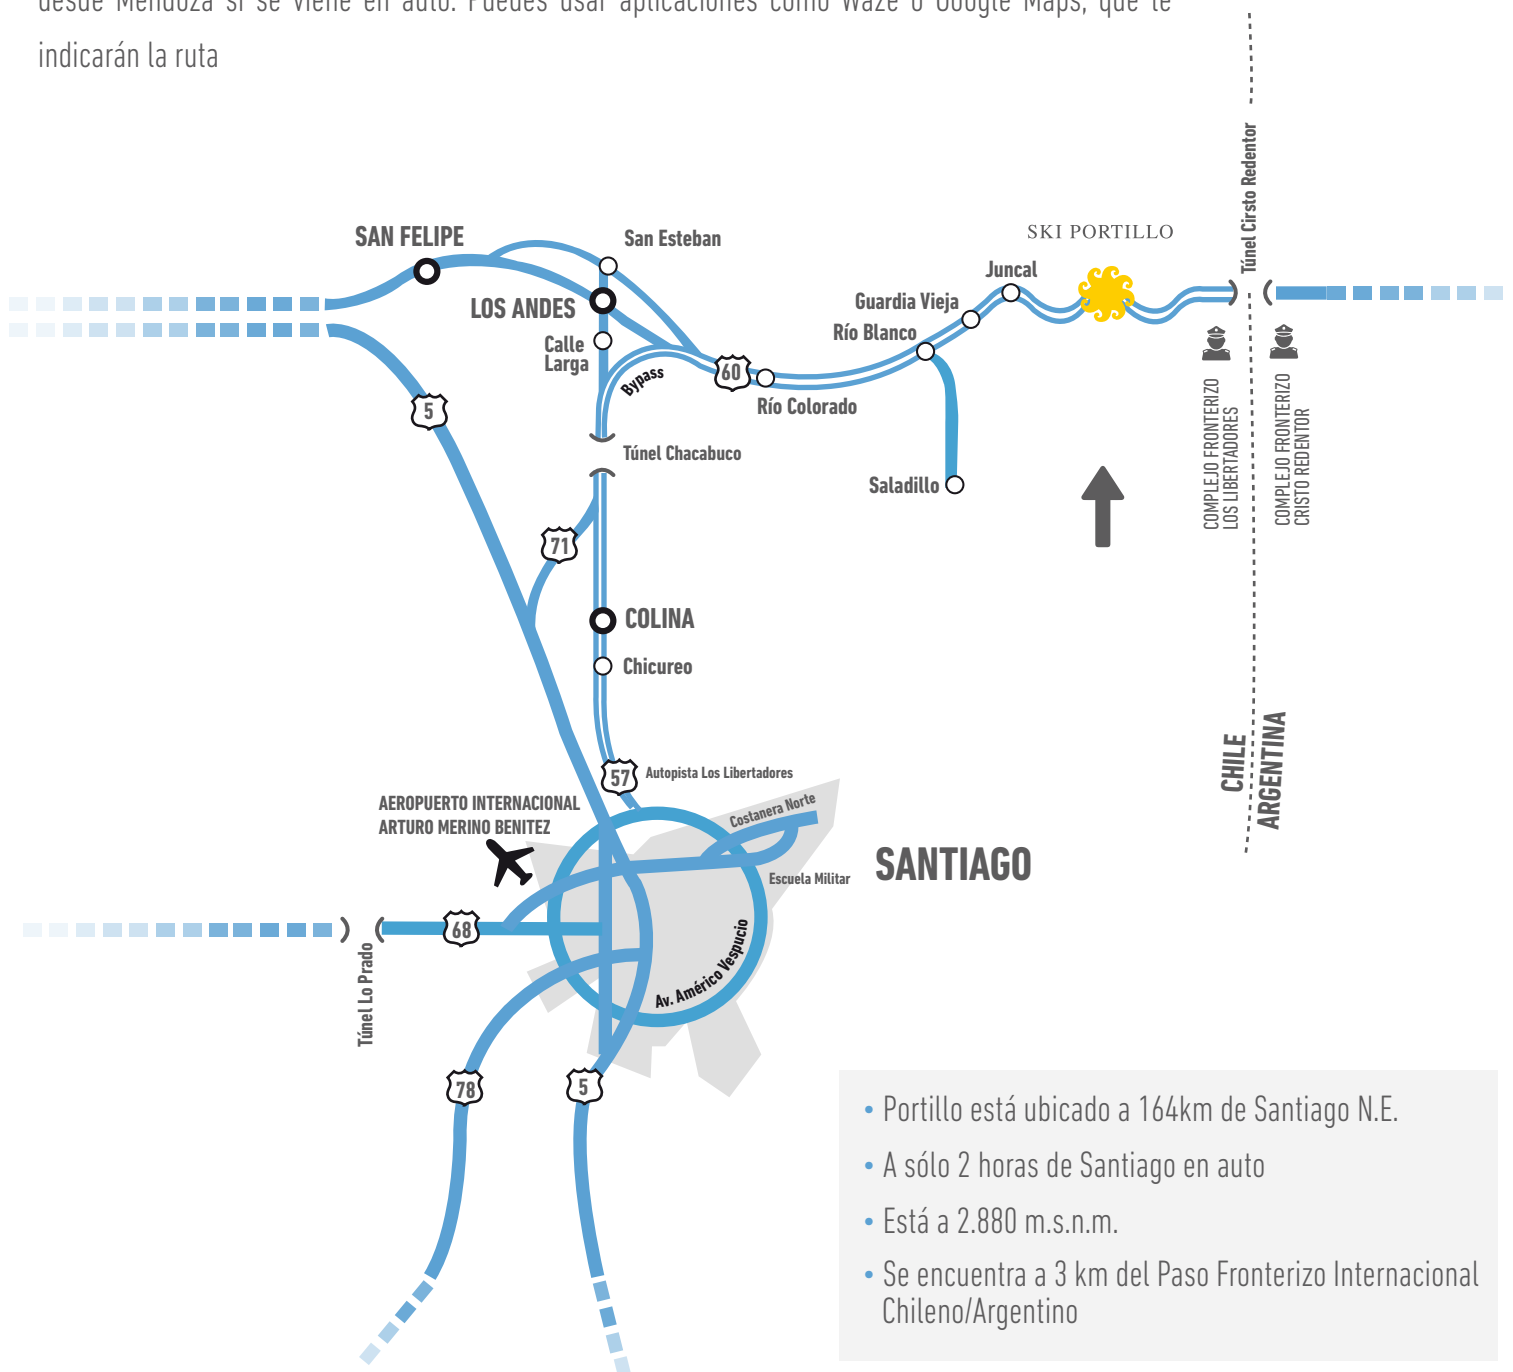 desde Mendoza si se viene en auto. Puedes usar aplicaciones como Waze o Google Maps, que le
indicarán la ruta
Túnel Cirsto Redentor
SKI PORTILLO
SAN FELIPE
San Esteban
Juncal
LOS ANDES
Guardia Vieja
Río Blanco
Calle
Larga
Bypass
60
Río Colorado
5
Túnel Chacabuco
Saladillo
COMPLEJO FRONTERIZO
LOS LIBERTADORES
COMPLEJO FRONTERIZO
CRISTO REDENTOR
71
COLINA
Chicureo
CHILE
ARGENTINA
57
Autopista Los Libertadores
AEROPUERTO INTERNACIONAL
ARTURO MERINO BENITEZ
Costanera Norte
SANTIAGO
Escuela Militar
68
Av. Américo Vespucio
Túnel Lo Prado
78
5
• Portillo está ubicado a 164km de Santiago N.E.
• A sólo 2 horas de Santiago en auto
• Está a 2.880 m.s.n.m.
• Se encuentra a 3 km del Paso Fronterizo Internacional
Chileno/Argentino